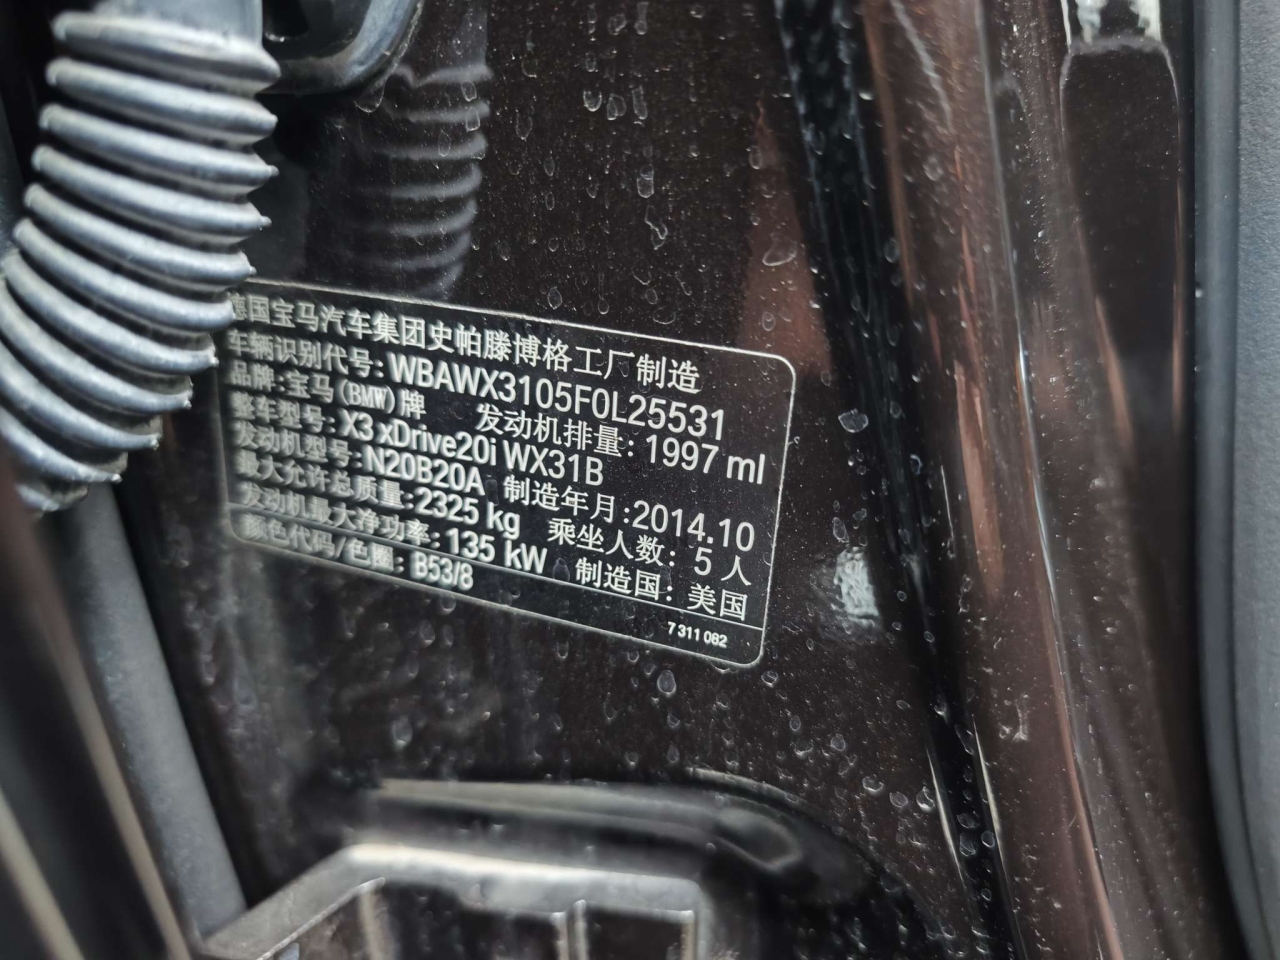 德国宝马汽车集团史帕滕博格工厂制造
车辆识别代号:WBAWX3105F0L25531
品牌:宝马(BMW)牌 发动机排量:1997 ml
整车型号:X3 xDrive20i WX31B
发动机型号:N20B20A 制造年月:2014.10
最大允许总质量:2325 kg 乘坐人数:5人
发动机最大净功率:135 kW 制造国:美国
颜色代码/色圈:B53/8
7 311 082